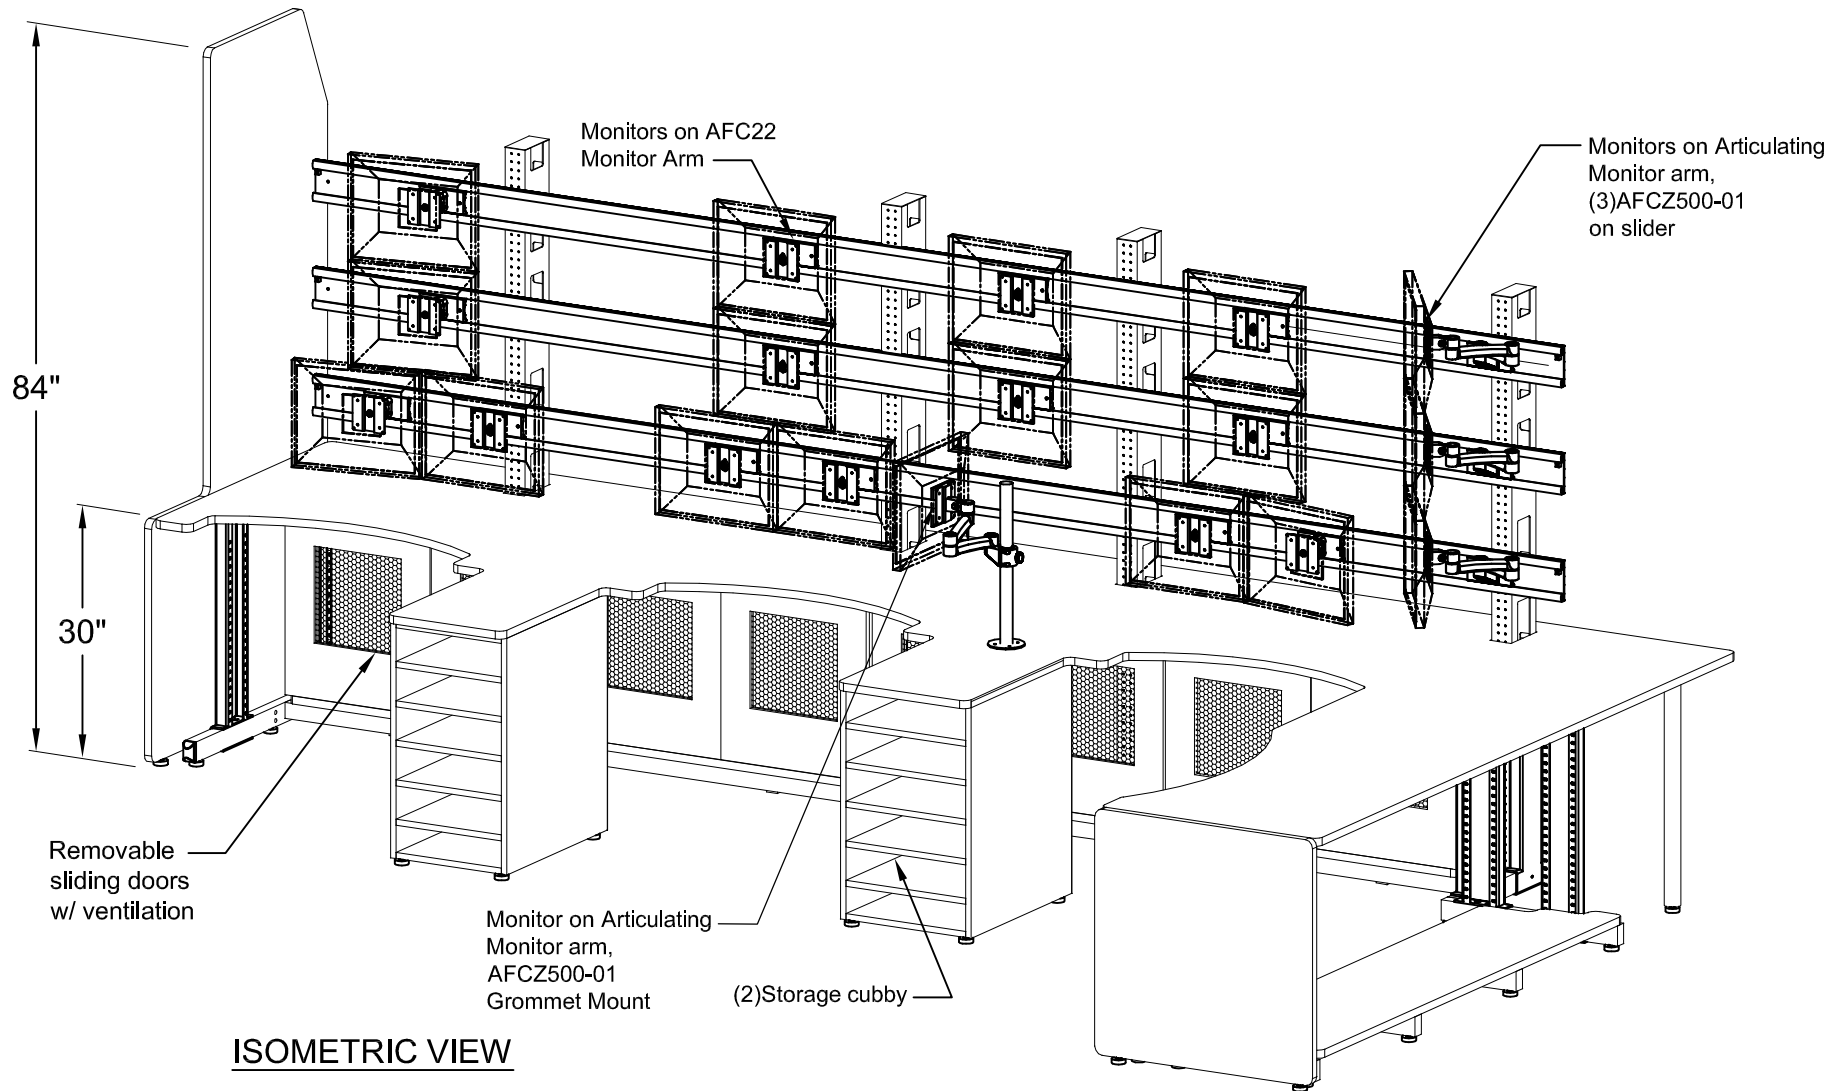 Monitors on AFC22
Monitor Arm
Monitors on Articulating
Monitor arm,
(3)AFCZ500-01
on slider
84"
30"
Removable
sliding doors
w/ ventilation
Monitor on Articulating
Monitor arm,
AFCZ500-01
Grommet Mount
(2)Storage cubby
ISOMETRIC VIEW